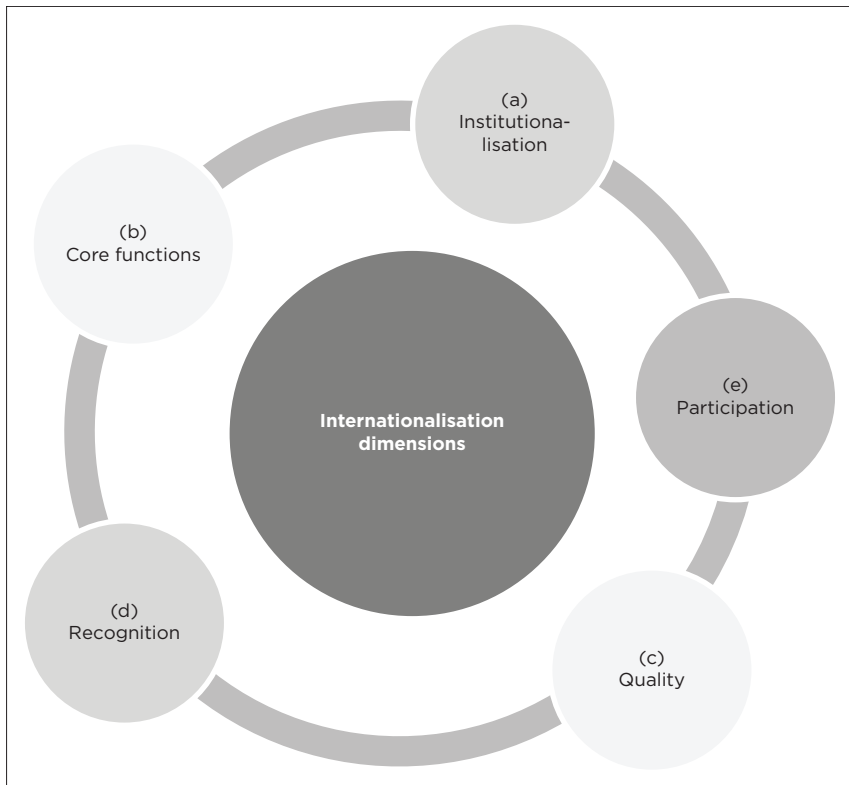 (a)
Institutiona-
lisation
(b)
Core functions
(e)
Participation
Internationalisation
dimensions
(d)
Recognition
(c)
Quality